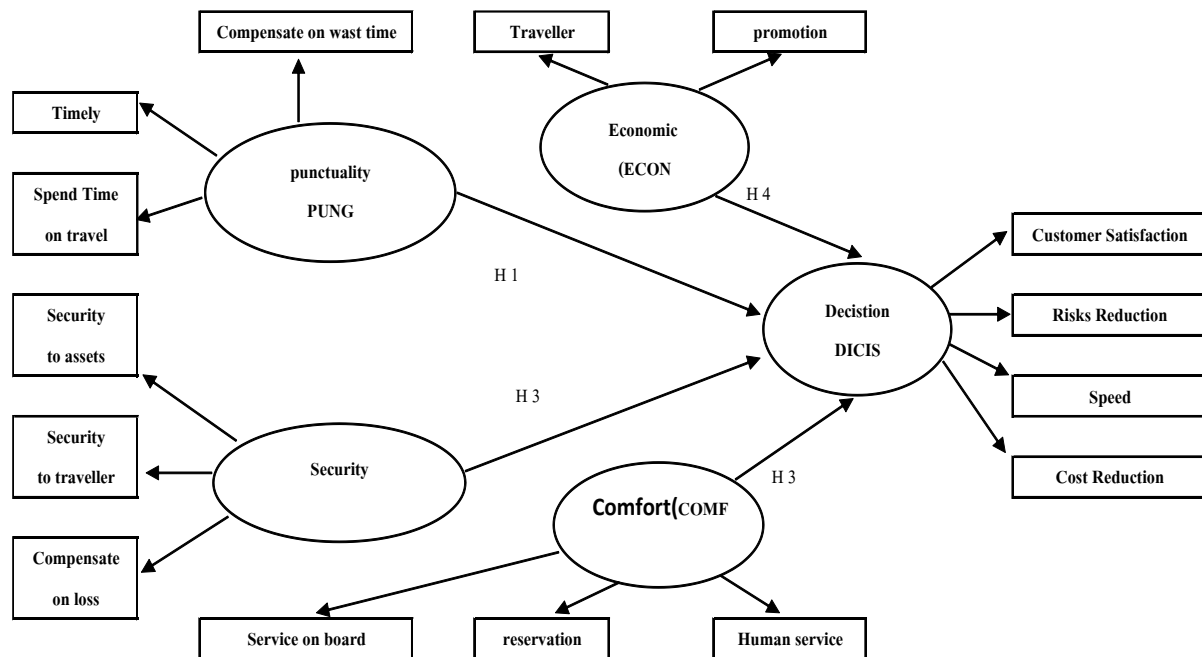 Compensate on wast time
Traveller
promotion
Timely
Economic
(ECON
punctuality
PUNG
Spend Time
on travel
H 4
Customer Satisfaction
H 1
Security
to assets
Decistion
DICIS
Risks Reduction
H 3
Speed
Security
to traveller
Security
H 3
Cost Reduction
Comfort(COMF
Compensate
on loss
Service on board
reservation
Human service